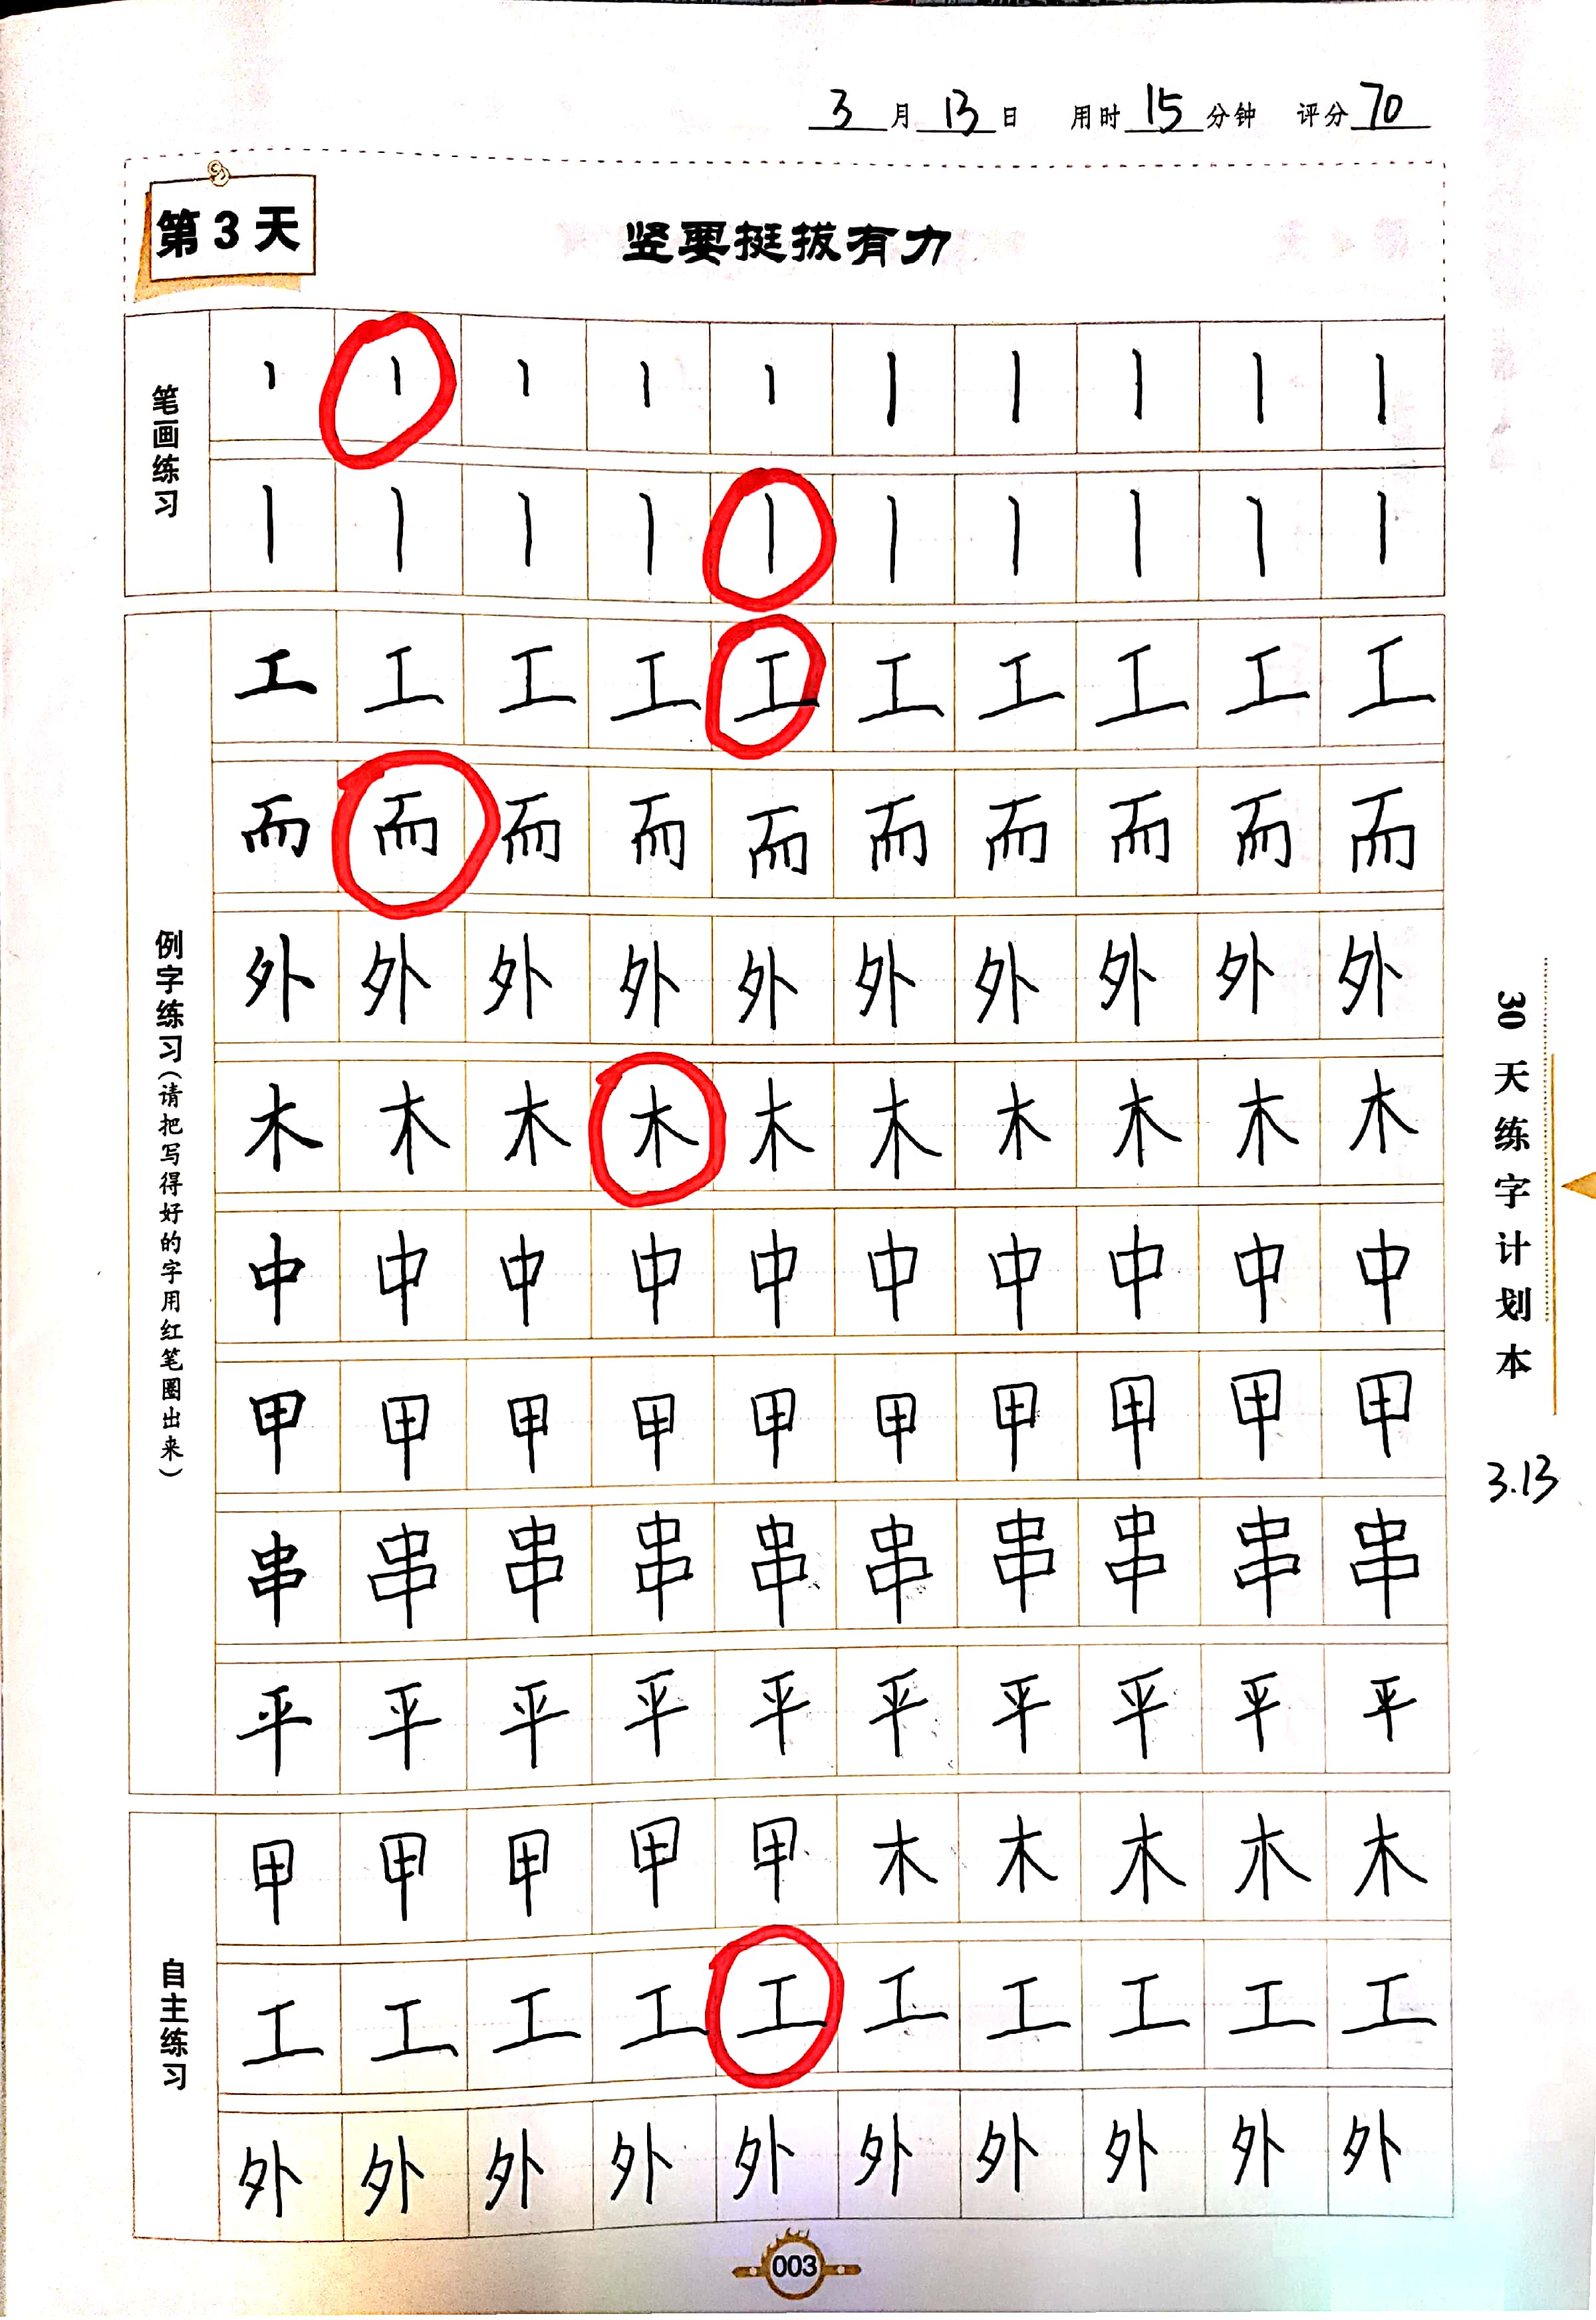 3月13日 用时15分钟 评分70
第3天
竖要挺拔有力
笔画练习
丨 丨 丨 丨 丨 丨 丨 丨 丨 丨
丨 丨 丨 丨 丨 丨 丨 丨 丨 丨
例字练习(请把写得好的字用红笔圈出来)
工 工 工 工 工 工 工 工 工 工
而 而 而 而 而 而 而 而 而 而
外 外 外 外 外 外 外 外 外 外
木 木 木 木 木 木 木 木 木 木
中 中 中 中 中 中 中 中 中 中
甲 甲 甲 甲 甲 甲 甲 甲 甲 甲
串 串 串 串 串 串 串 串 串 串
平 平 平 平 平 平 平 平 平 平
自主练习
甲 甲 甲 甲 甲 木 木 木 木 木
工 工 工 工 工 工 工 工 工 工
外 外 外 外 外 外 外 外 外 外
30天练字计划本
3.13
003